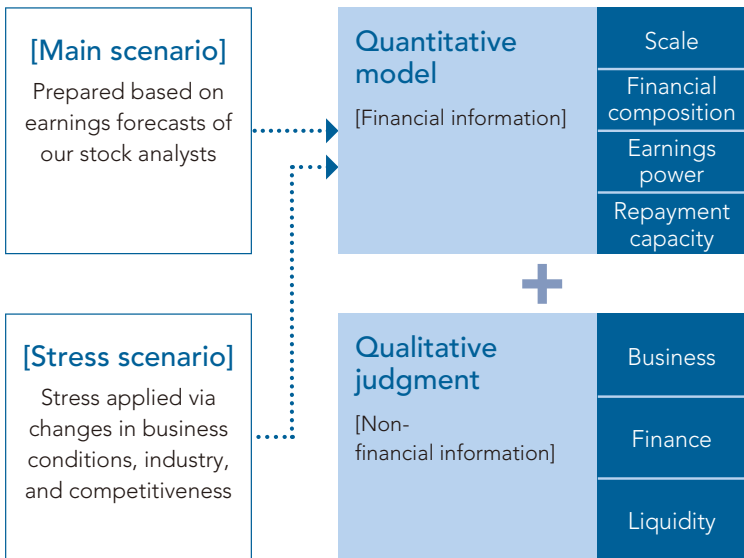 [Main scenario]
Prepared based on
earnings forecasts of
our stock analysts
Quantitative
model
[Financial information]
Scale
Financial
composition
Earnings
power
Repayment
capacity
+
[Stress scenario]
Stress applied via
changes in business
conditions, industry,
and competitiveness
Qualitative
judgment
[Non-
financial information]
Business
Finance
Liquidity